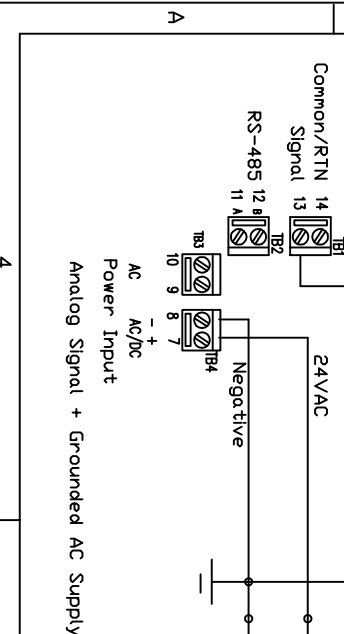 A
Common/RTN 14
Signal 13
TB1
RS-485 12 B
11 A
TB2
TB3
10
9
AC
8 -
7 +
AC/DC
TB4
Power Input
24VAC
Negative
Analog Signal + Grounded AC Supply
4